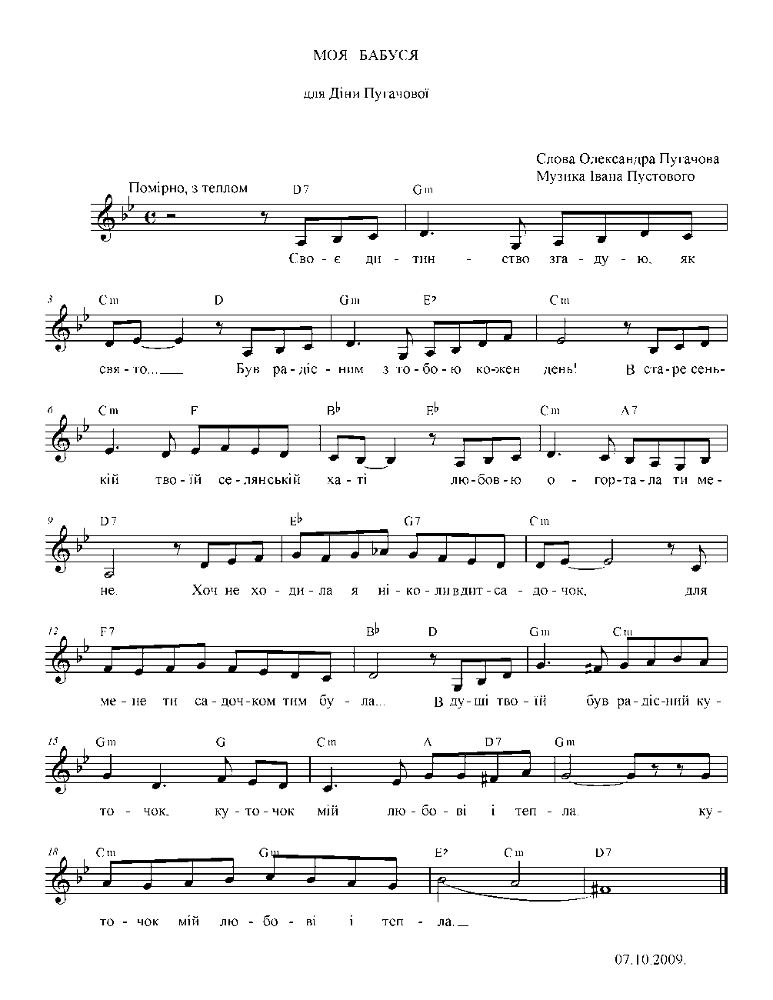 МОЯ БАБУСЯ
для Діни Пугачової
Слова Олександра Пугачова
Музика Івана Пустового
Помірно, з теплом
D7 Gm
Сво - є ди - тин - ство зга - ду - ю, як
3 Cm D Gm E♭ Cm
свя - то... Був ра - діс - ним з то - бо - ю ко-жен день! В ста - ре сень-
6 Cm F B♭ E♭ Cm A7
кій тво - їй се - лянській ха - ті лю - бов - ю о - гор - та - ла ти ме -
9 D7 E♭ G7 Cm
не. Хоч не хо - ди - ла я ні - ко - ли в дит - са - до - чок, для
12 F7 B♭ D Gm Cm
ме - не ти са - доч - ком тим бу - ла... В ду - ші тво - їй був ра - діс - ний ку -
15 Gm G Cm A D7 Gm
то - чок, ку - то - чок мій лю - бо - ві і теп - ла. ку -
18 Cm Gm E♭ Cm D7
то - чок мій лю - бо - ві і теп - ла.
07.10.2009.